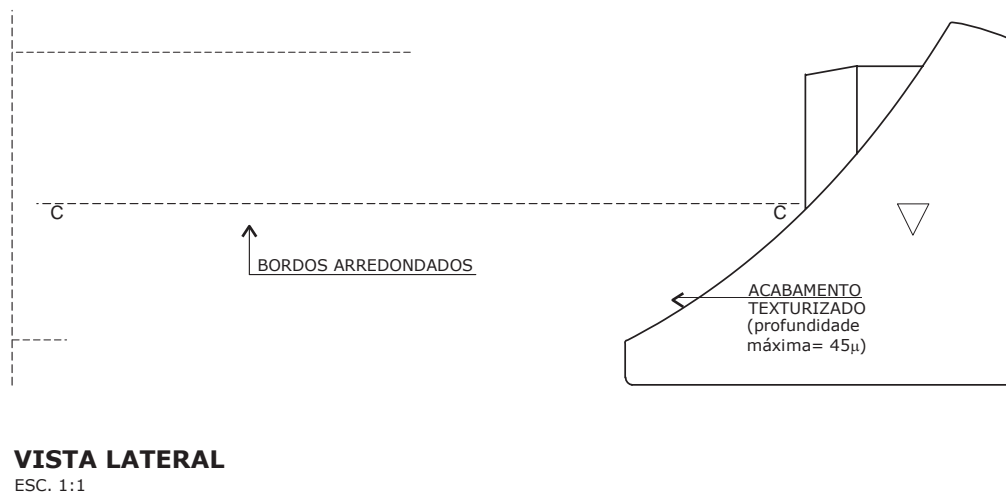 C
C
BORDOS ARREDONDADOS
ACABAMENTO
TEXTURIZADO
(profundidade
máxima= 45μ)
VISTA LATERAL
ESC. 1:1